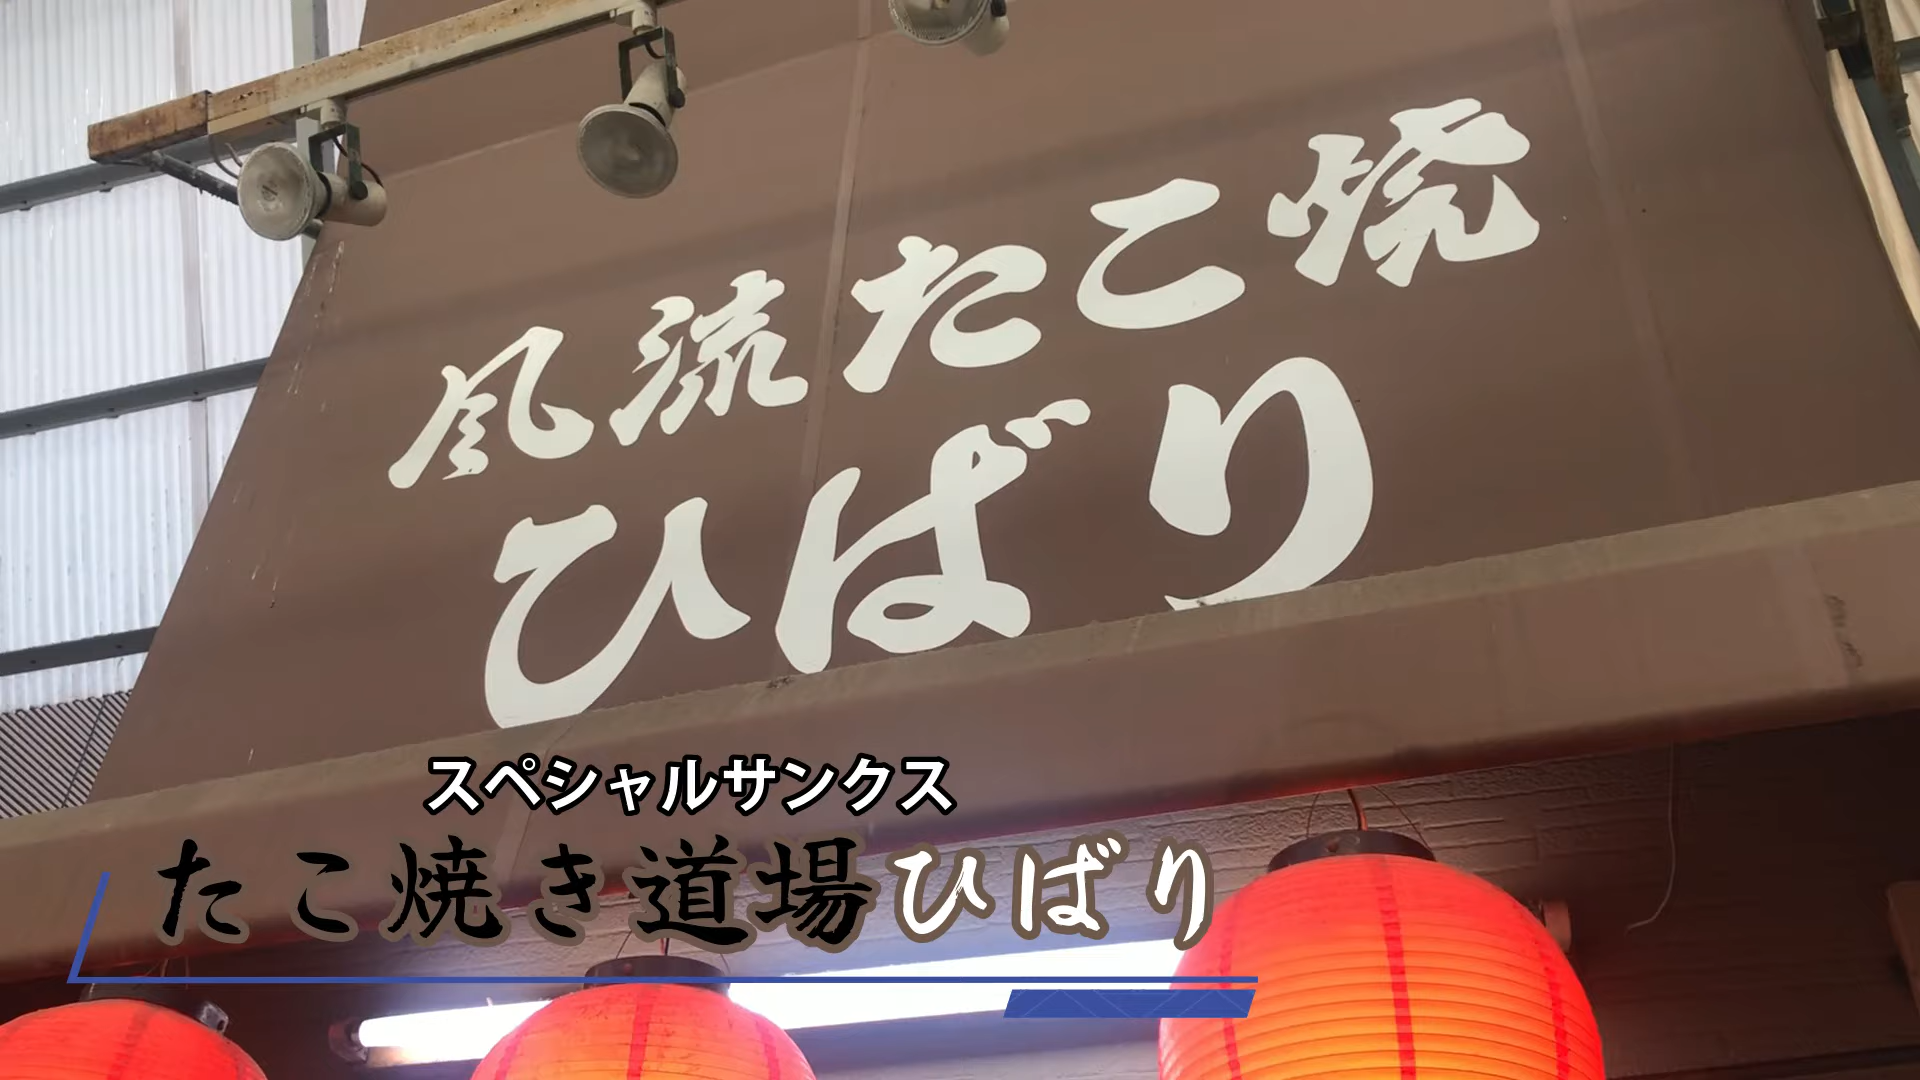 風流たこ焼
ひばり
スペシャルサンクス
たこ焼き道場ひばり